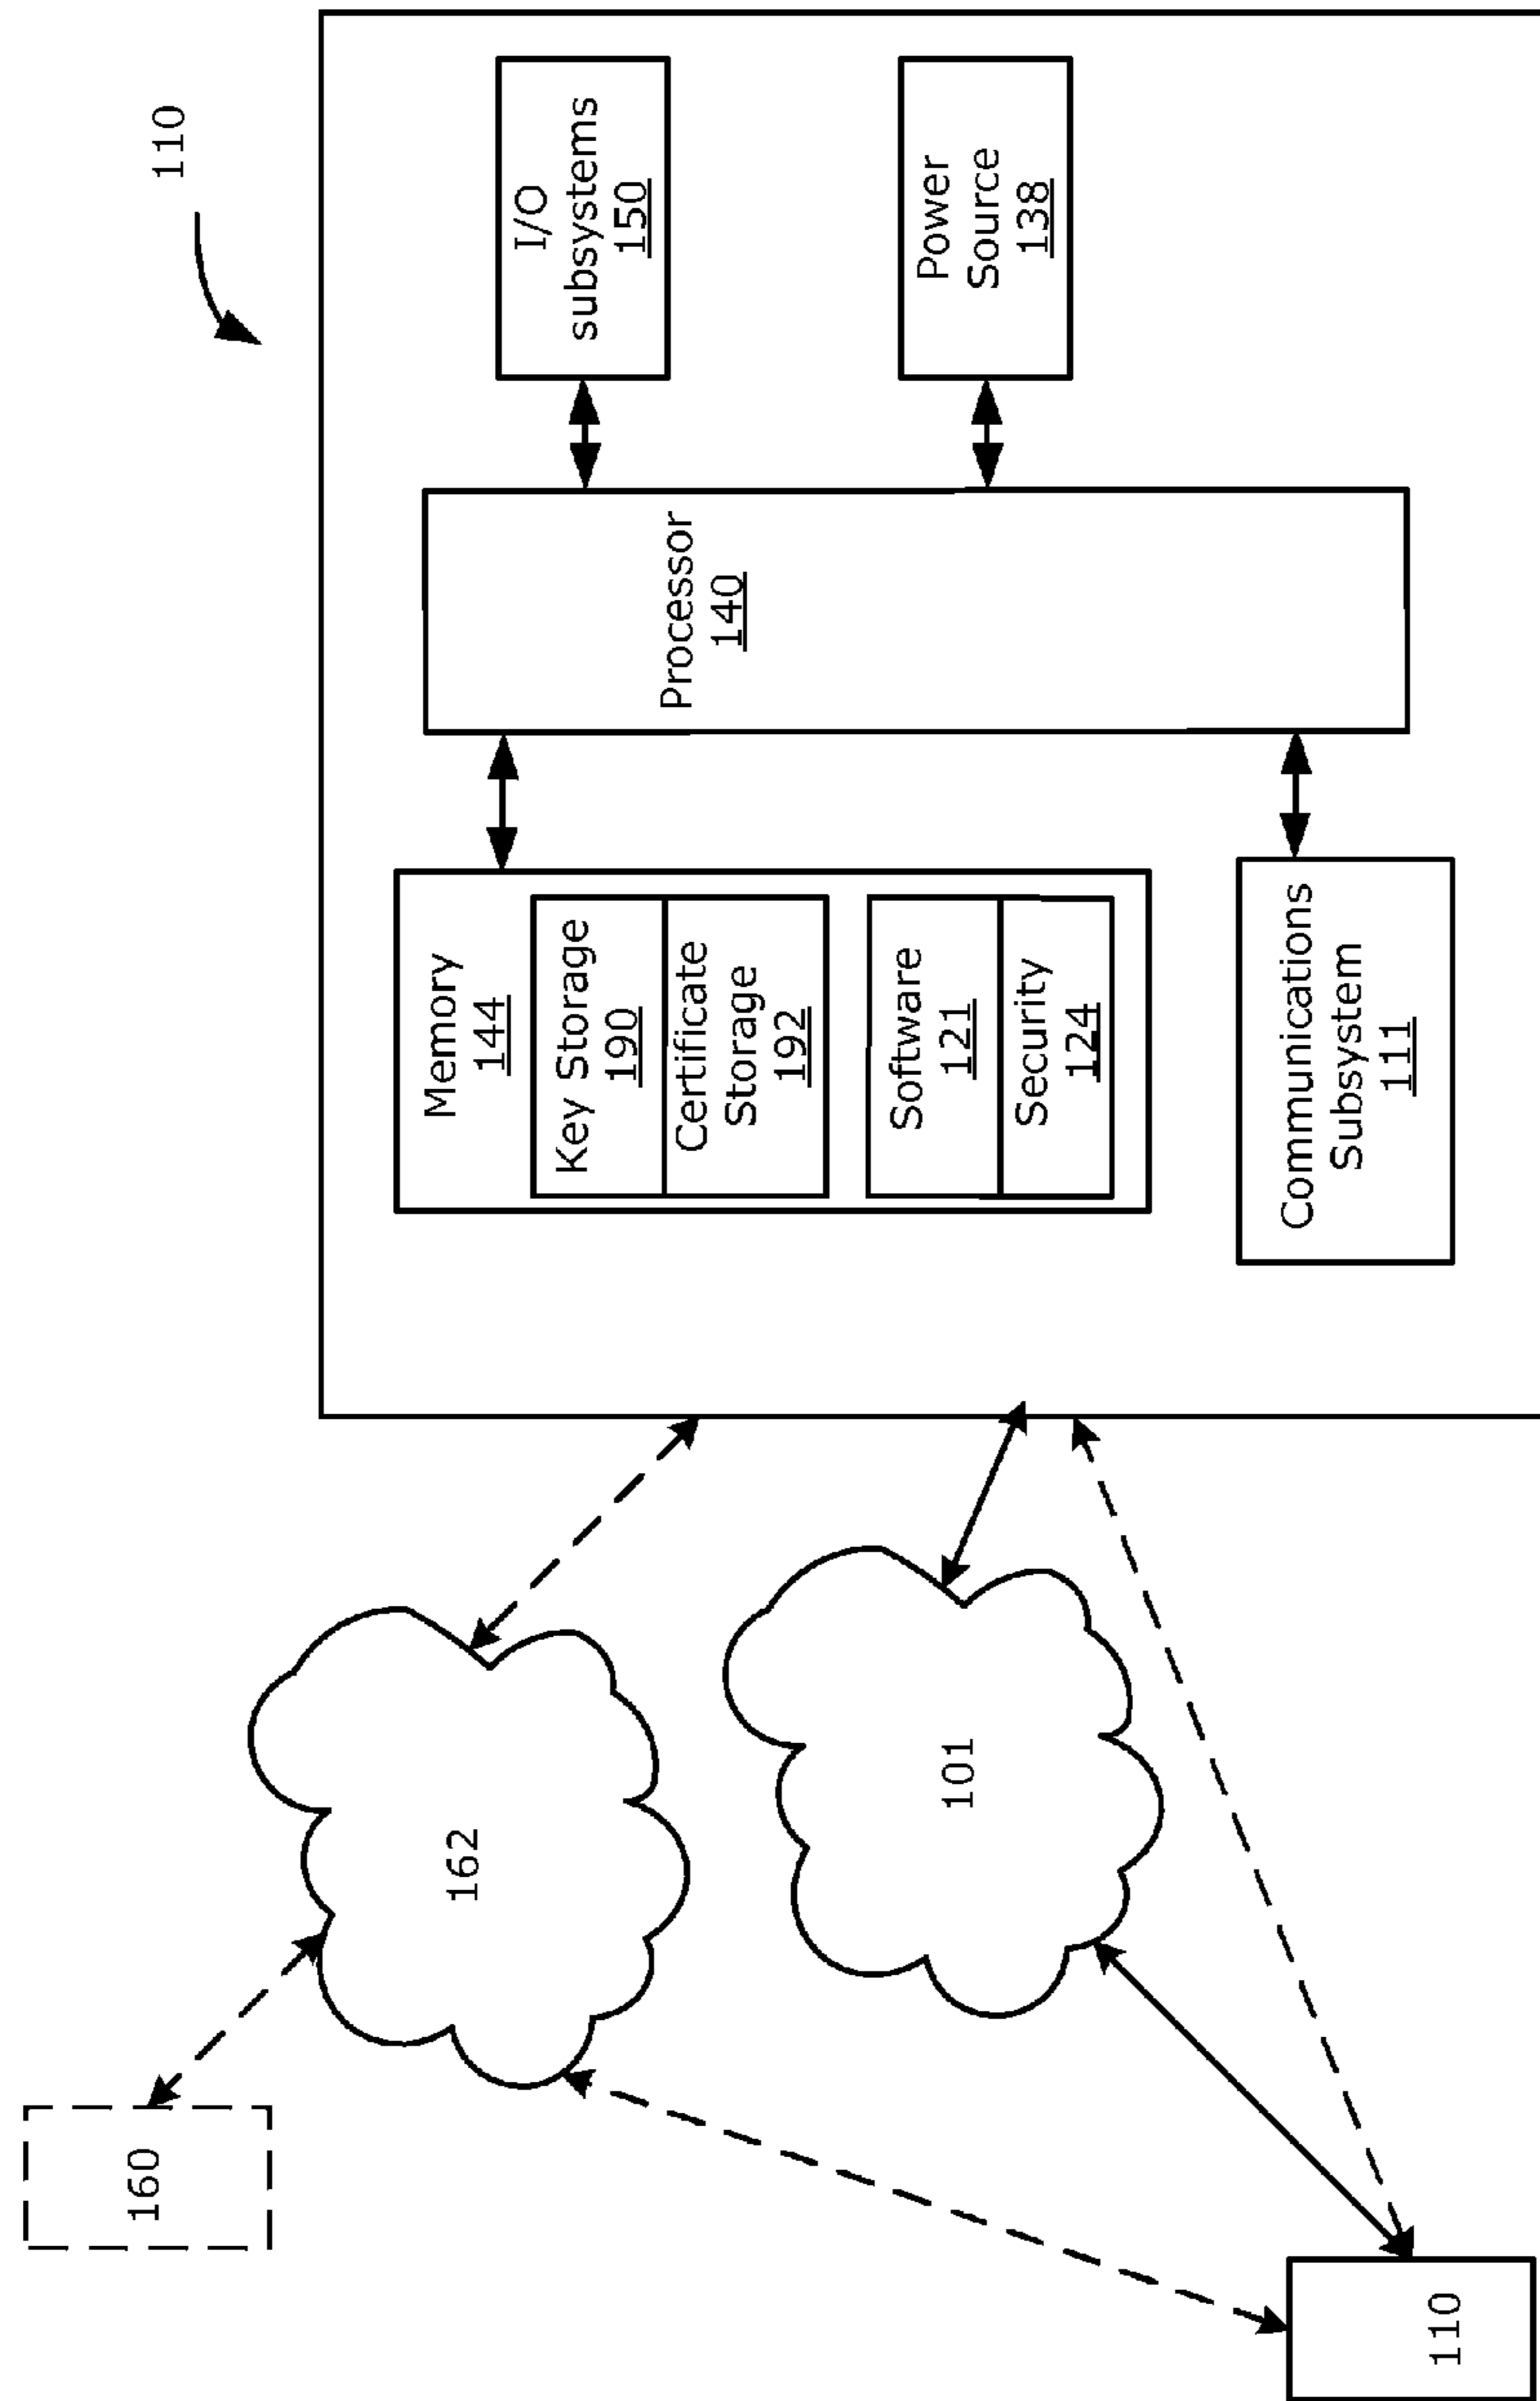 110
Memory
144
Key Storage
190
Certificate
Storage
192
Software
121
Security
124
Communications
Subsystem
111
Processor
140
I/O
subsystems
150
Power
Source
138
160
162
101
110